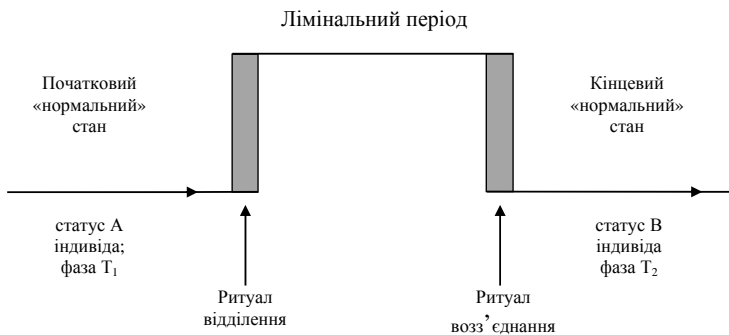 Лімінальний період
Початковий
«нормальний»
стан
Кінцевий
«нормальний»
стан
статус А
індивіда;
фаза Т₁
статус В
індивіда
фаза Т₂
Ритуал
відділення
Ритуал
возз’єднання